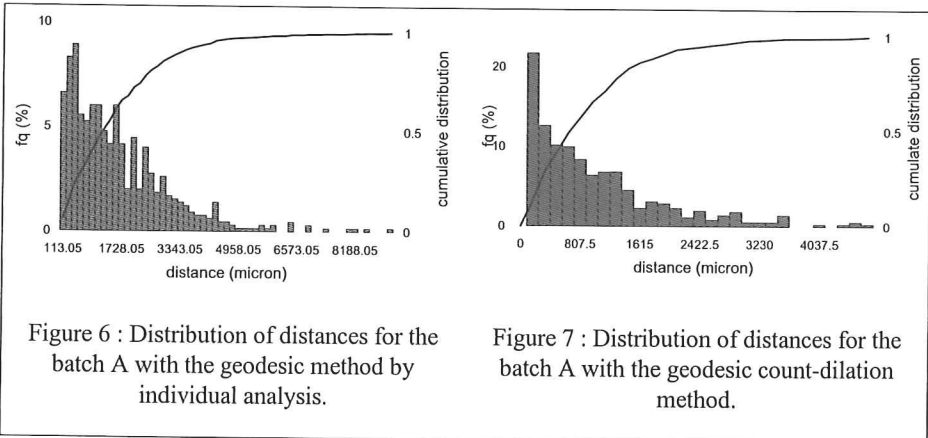 10
5
0
fq (%)
1
0.5
0
cumulative distribution
113.05 1728.05 3343.05 4958.05 6573.05 8188.05
distance (micron)
Figure 6 : Distribution of distances for the
batch A with the geodesic method by
individual analysis.
20
10
0
fq (%)
1
0.5
0
cumulate distribution
0 807.5 1615 2422.5 3230 4037.5
distance (micron)
Figure 7 : Distribution of distances for the
batch A with the geodesic count-dilation
method.